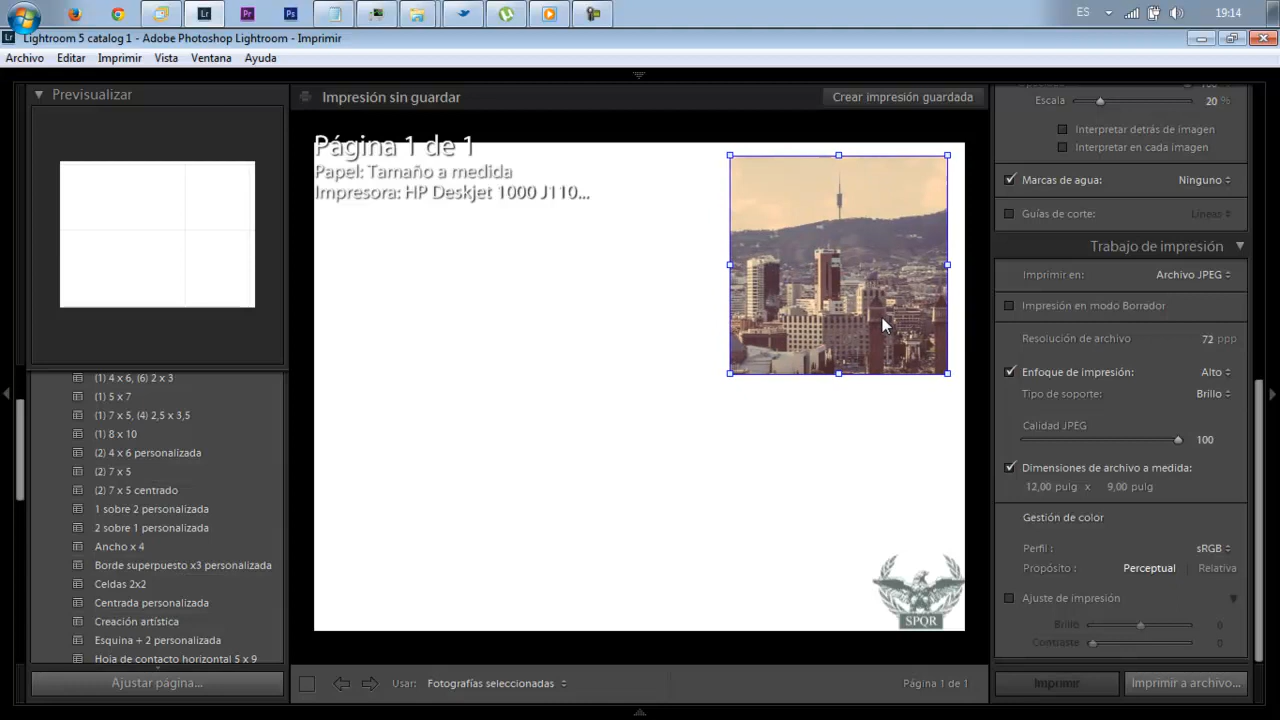 ES
19:14
Lightroom 5 catalog 1 - Adobe Photoshop Lightroom - Imprimir
Archivo Editar Imprimir Vista Ventana Ayuda
Previsualizar
(1) 4 x 6, (6) 2 x 3
(1) 5 x 7
(1) 7 x 5, (4) 2,5 x 3,5
(1) 8 x 10
(2) 4 x 6 personalizada
(2) 7 x 5
(2) 7 x 5 centrado
1 sobre 2 personalizada
2 sobre 1 personalizada
Ancho x 4
Borde superpuesto x3 personalizada
Celdas 2x2
Centrada personalizada
Creación artística
Esquina + 2 personalizada
Hoja de contacto horizontal 5 x 9
Ajustar página...
Impresión sin guardar
Crear impresión guardada
Página 1 de 1
Papel: Tamaño a medida
Impresora: HP Deskjet 1000 J110...
SPQR
Usar: Fotografías seleccionadas
Página 1 de 1
Escala 20 %
Interpretar detrás de imagen
Interpretar en cada imagen
Marcas de agua: Ninguno
Guías de corte: Líneas
Trabajo de impresión
Imprimir en: Archivo JPEG
Impresión en modo Borrador
Resolución de archivo 72 ppp
Enfoque de impresión: Alto
Tipo de soporte: Brillo
Calidad JPEG
100
Dimensiones de archivo a medida:
12,00 pulg x 9,00 pulg
Gestión de color
Perfil : sRGB
Propósito : Perceptual Relativa
Ajuste de impresión
Brillo 0
Contraste 0
Imprimir
Imprimir a archivo...